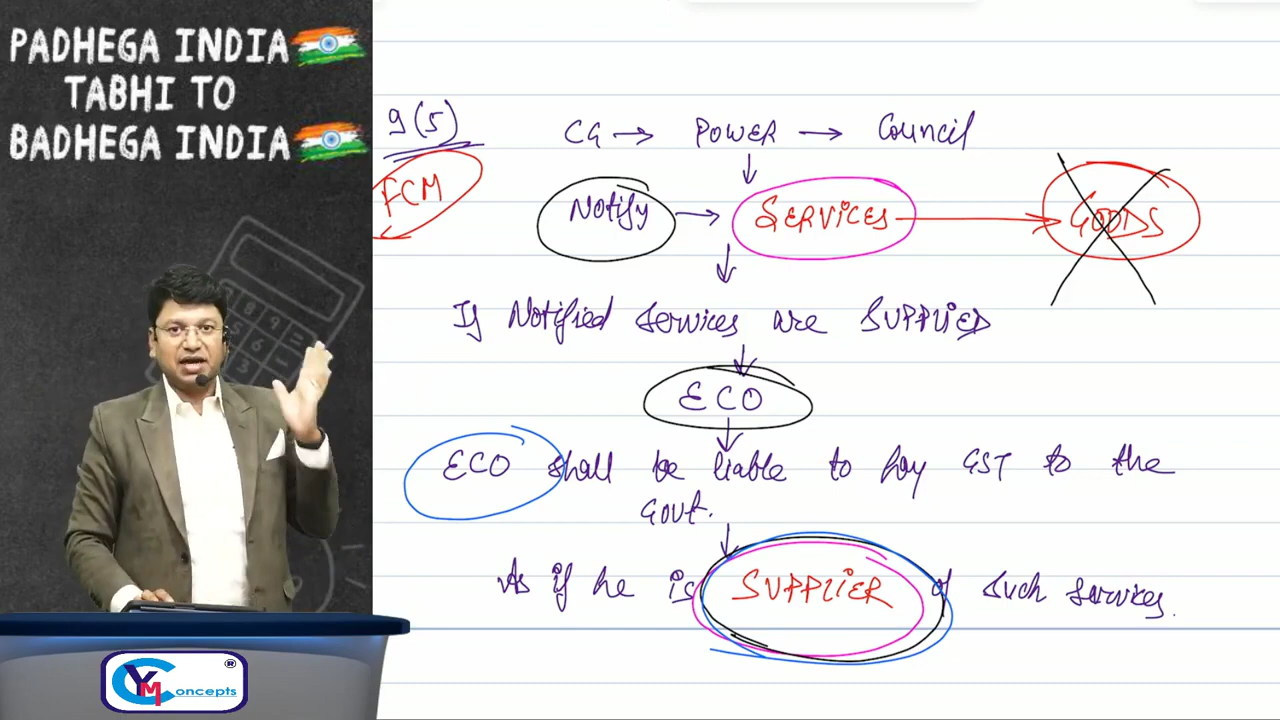 PADHEGA INDIA
TABHI TO
BADHEGA INDIA
9(5)
CG → POWER → Council
FCM
Notify → SERVICES → GOODS
If Notified Services are SUPPLIED
ECO
ECO shall be liable to pay GST to the
Govt.
As if he is SUPPLIER of such services.
CYM Concepts ®